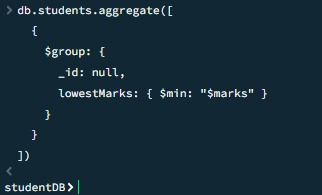 > db.students.aggregate([
{
$group: {
_id: null,
lowestMarks: { $min: "$marks" }
}
}
])
<
studentDB>